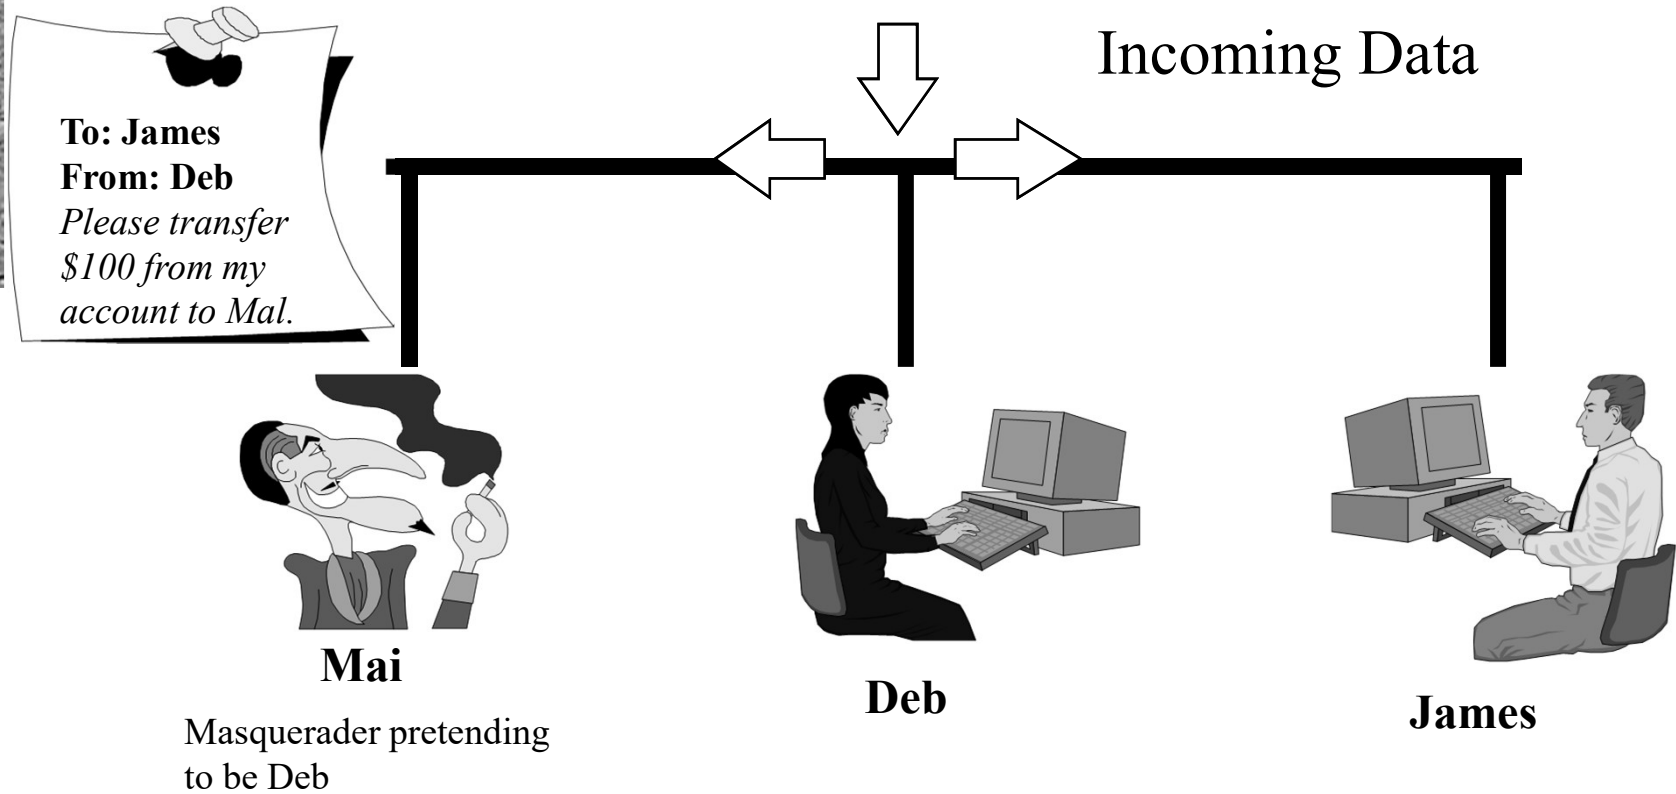 Incoming Data
To: James
From: Deb
Please transfer
$100 from my
account to Mal.
Mai
Masquerader pretending
to be Deb
Deb
James